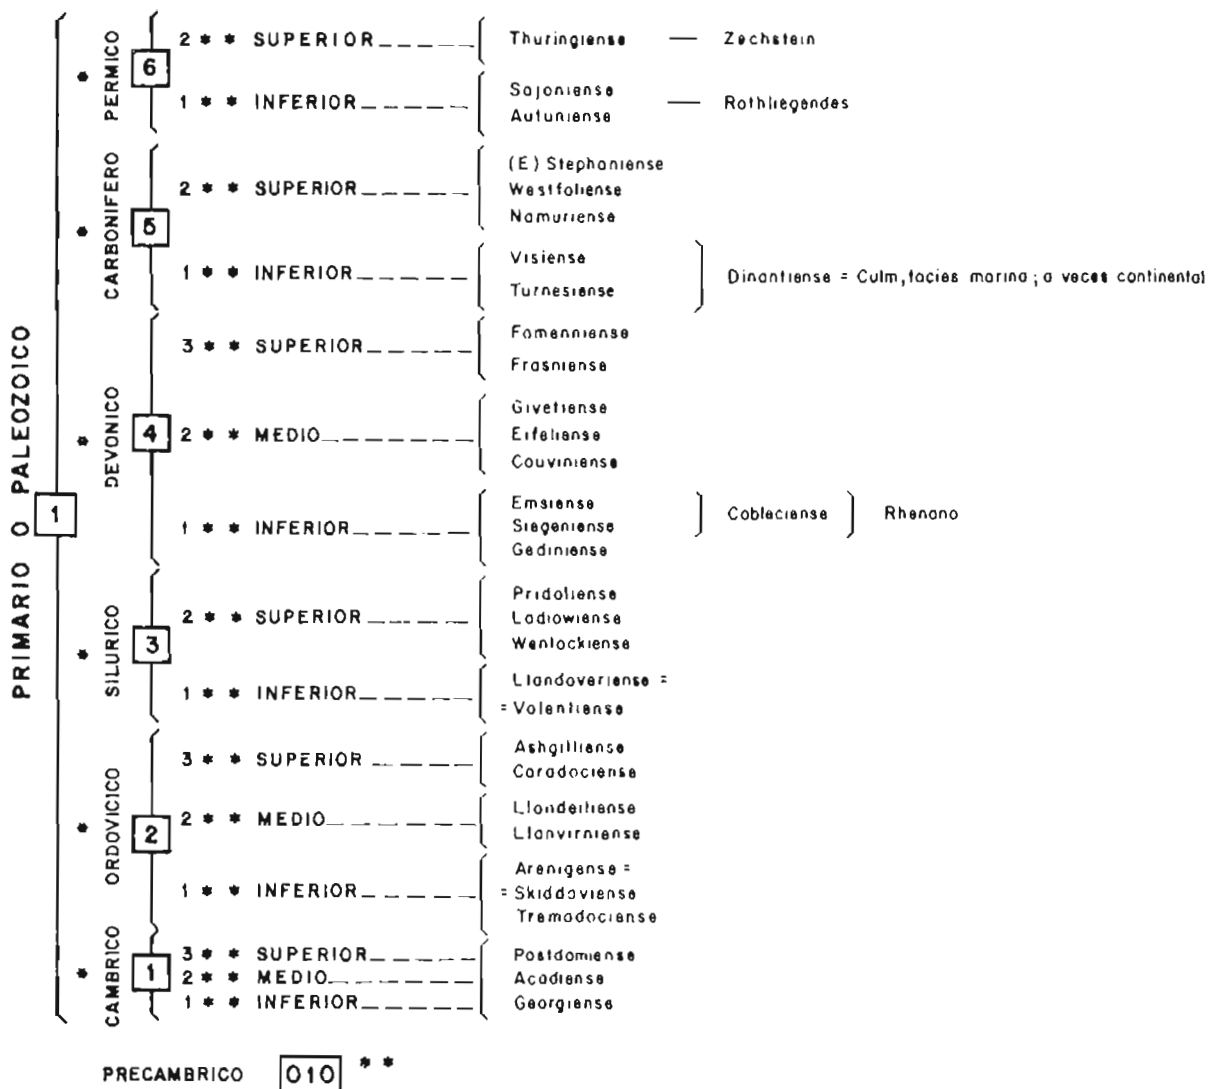 PRIMARIO O PALEOZOICO
1
* PERMICO
6
2 * * SUPERIOR Thuringiense — Zechstein
1 * * INFERIOR
Sajoniense
Autuniense
— Rothliegendes
* CARBONIFERO
5
2 * * SUPERIOR
(E) Stephaniense
Westfaliense
Namuriense
1 * * INFERIOR
Visiense
Turnesiense
Dinantiense = Culm, facies marina; a veces continental
* DEVONICO
4
3 * * SUPERIOR
Famenniense
Frasniense
2 * * MEDIO
Givetiense
Eifeliense
Couviniense
1 * * INFERIOR
Emsiense
Siegeniense
Gediniense
Coblaciense
Rhenano
* SILURICO
3
2 * * SUPERIOR
Pridoliense
Ladlowiense
Wenlockiense
1 * * INFERIOR
Llandoveriense =
= Valentiense
* ORDOVICICO
2
3 * * SUPERIOR
Ashgilliense
Caradociense
2 * * MEDIO
Llandeiliense
Llanvirniense
1 * * INFERIOR
Arenigense =
= Skiddaviense
Tremadociense
* CAMBRICO
1
3 * * SUPERIOR Postdamiense
2 * * MEDIO Acadiense
1 * * INFERIOR Georgiense
PRECAMBRICO 010 * *